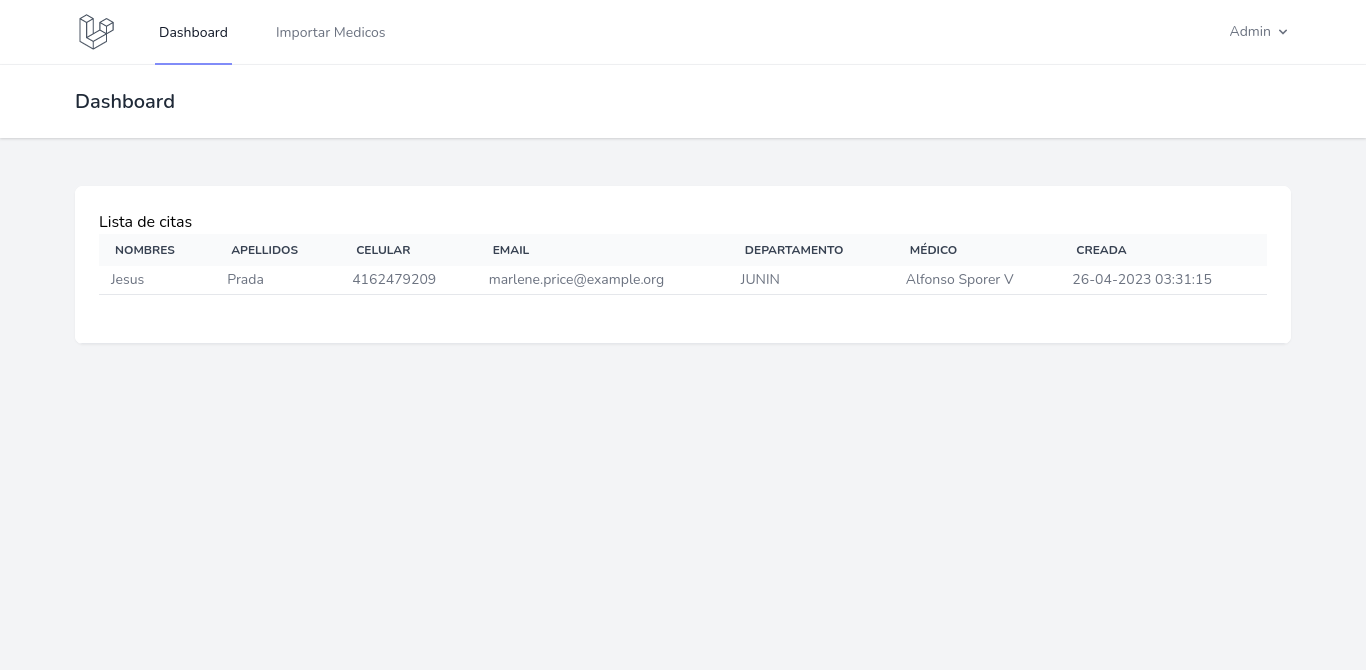 Dashboard Importar Medicos Admin
Dashboard
Lista de citas
NOMBRES APELLIDOS CELULAR EMAIL DEPARTAMENTO MÉDICO CREADA
Jesus Prada 4162479209 marlene.price@example.org JUNIN Alfonso Sporer V 26-04-2023 03:31:15